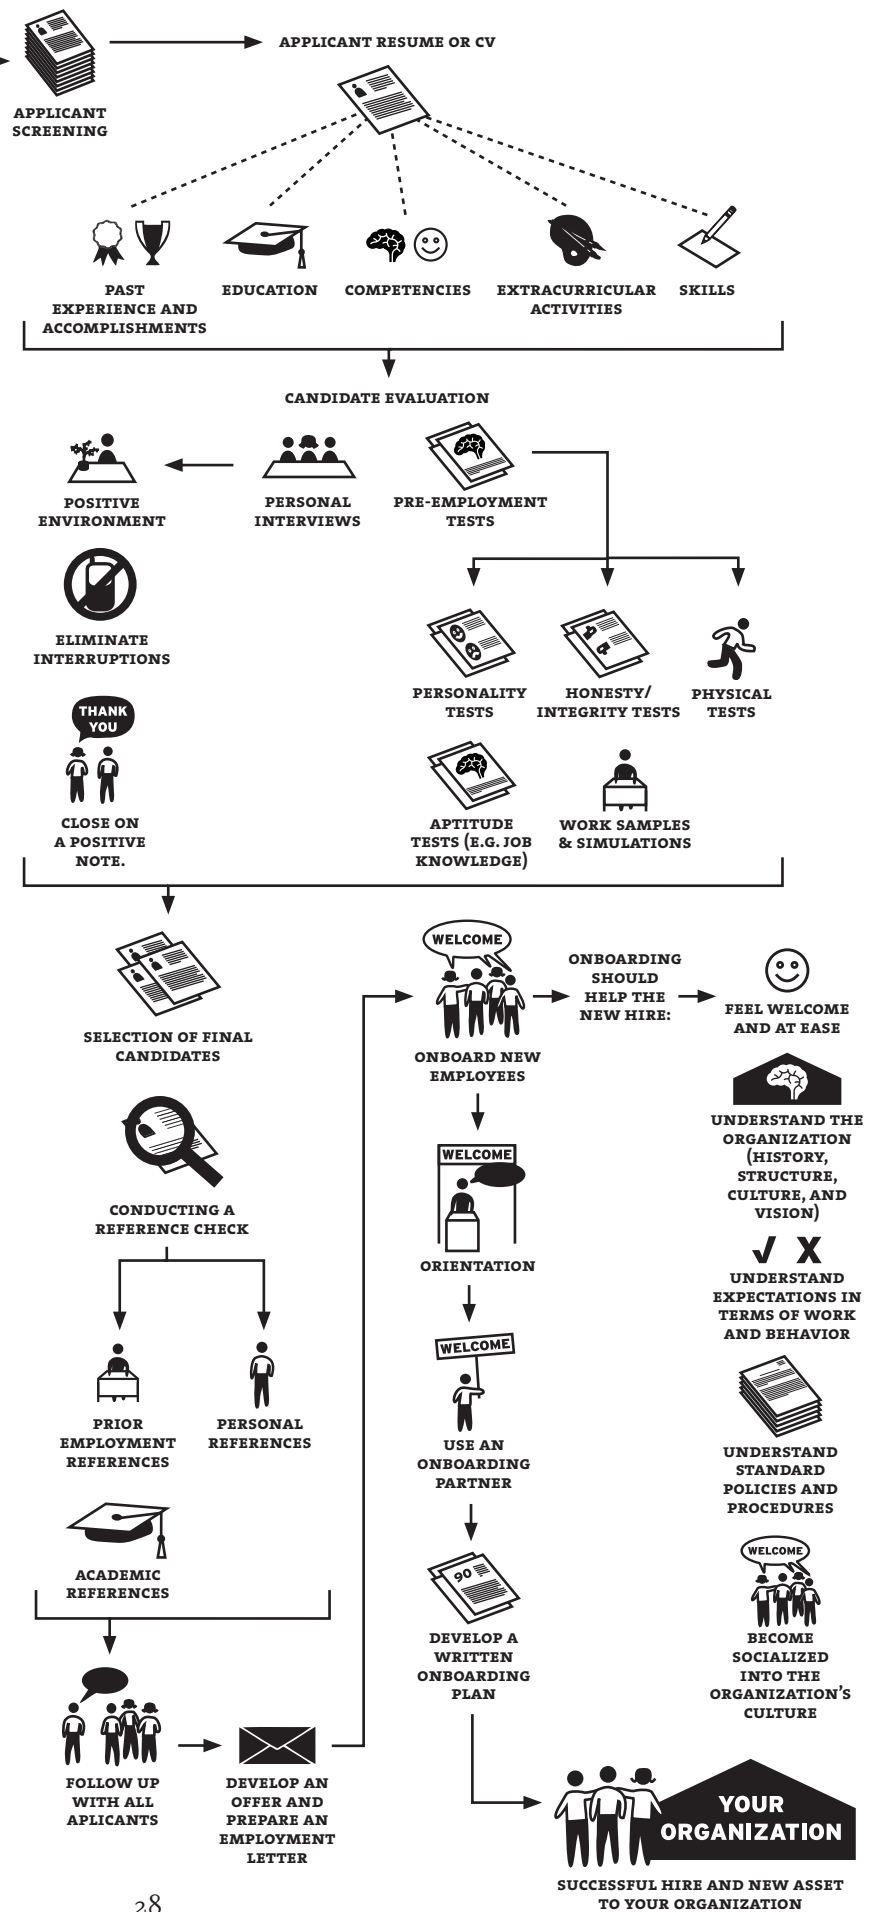 APPLICANT RESUME OR CV
APPLICANT
SCREENING
PAST
EXPERIENCE AND
ACCOMPLISHMENTS
EDUCATION
COMPETENCIES
EXTRACURRICULAR
ACTIVITIES
SKILLS
CANDIDATE EVALUATION
POSITIVE
ENVIRONMENT
PERSONAL
INTERVIEWS
PRE-EMPLOYMENT
TESTS
ELIMINATE
INTERRUPTIONS
PERSONALITY
TESTS
HONESTY/
INTEGRITY TESTS
PHYSICAL
TESTS
THANK
YOU
CLOSE ON
A POSITIVE
NOTE.
APTITUDE
TESTS (E.G. JOB
KNOWLEDGE)
WORK SAMPLES
& SIMULATIONS
SELECTION OF FINAL
CANDIDATES
CONDUCTING A
REFERENCE CHECK
PRIOR
EMPLOYMENT
REFERENCES
PERSONAL
REFERENCES
ACADEMIC
REFERENCES
FOLLOW UP
WITH ALL
APLICANTS
DEVELOP AN
OFFER AND
PREPARE AN
EMPLOYMENT
LETTER
WELCOME
ONBOARD NEW
EMPLOYEES
WELCOME
ORIENTATION
WELCOME
USE AN
ONBOARDING
PARTNER
90
DEVELOP A
WRITTEN
ONBOARDING
PLAN
ONBOARDING
SHOULD
HELP THE
NEW HIRE:
FEEL WELCOME
AND AT EASE
UNDERSTAND THE
ORGANIZATION
(HISTORY,
STRUCTURE,
CULTURE, AND
VISION)
√ X
UNDERSTAND
EXPECTATIONS IN
TERMS OF WORK
AND BEHAVIOR
UNDERSTAND
STANDARD
POLICIES AND
PROCEDURES
WELCOME
BECOME
SOCIALIZED
INTO THE
ORGANIZATION'S
CULTURE
YOUR
ORGANIZATION
SUCCESSFUL HIRE AND NEW ASSET
TO YOUR ORGANIZATION
28